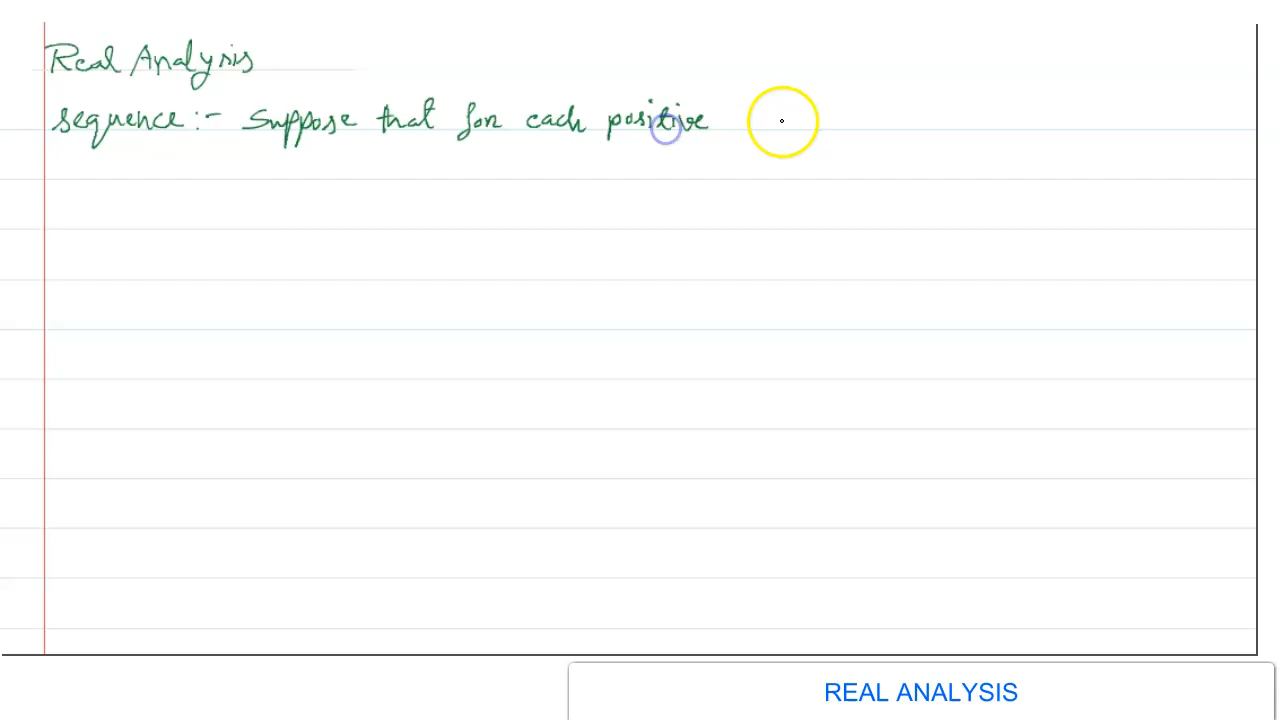 Real Analysis
sequence:- Suppose that for each positive
REAL ANALYSIS